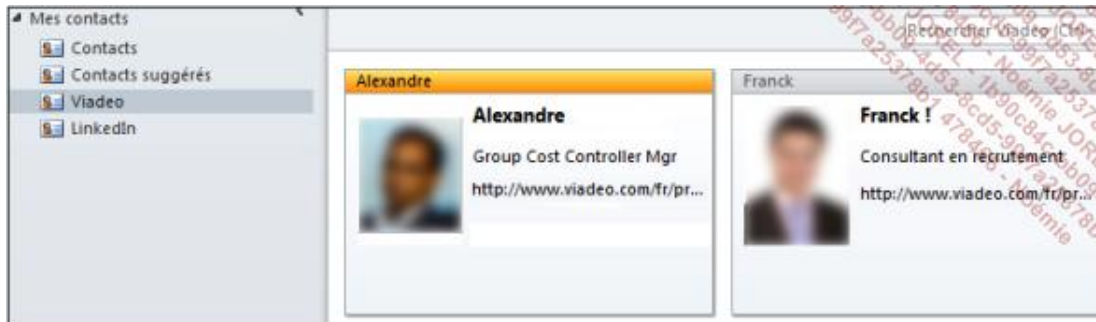 Mes contacts
Contacts
Contacts suggérés
Viadeo
LinkedIn
Rechercher Viadeo (Ctrl+
Alexandre
Alexandre
Group Cost Controller Mgr
http://www.viadeo.com/fr/pr...
Franck
Franck !
Consultant en recrutement
http://www.viadeo.com/fr/pr...